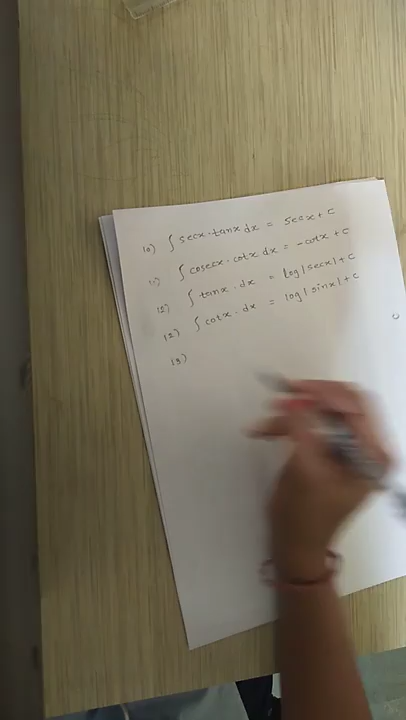 10) ∫ secx·tanx dx = secx + c
11) ∫ cosecx·cotx dx = -cotx + c
12) ∫ tanx·dx = log|secx| + c
12) ∫ cotx·dx = log|sinx| + c
13)